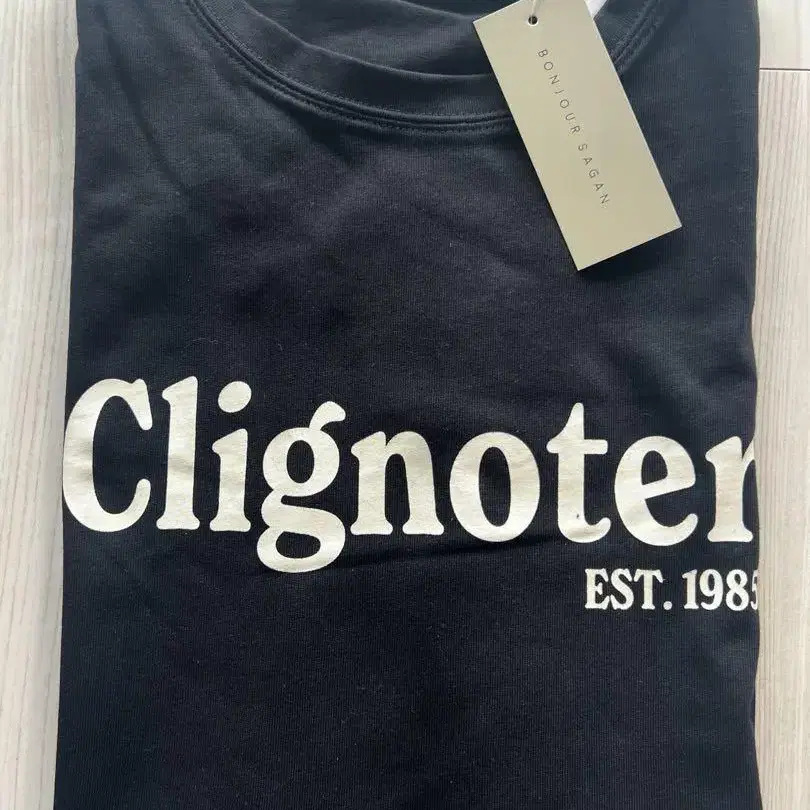 BONJOUR SAGAN
Clignoter
EST. 1985